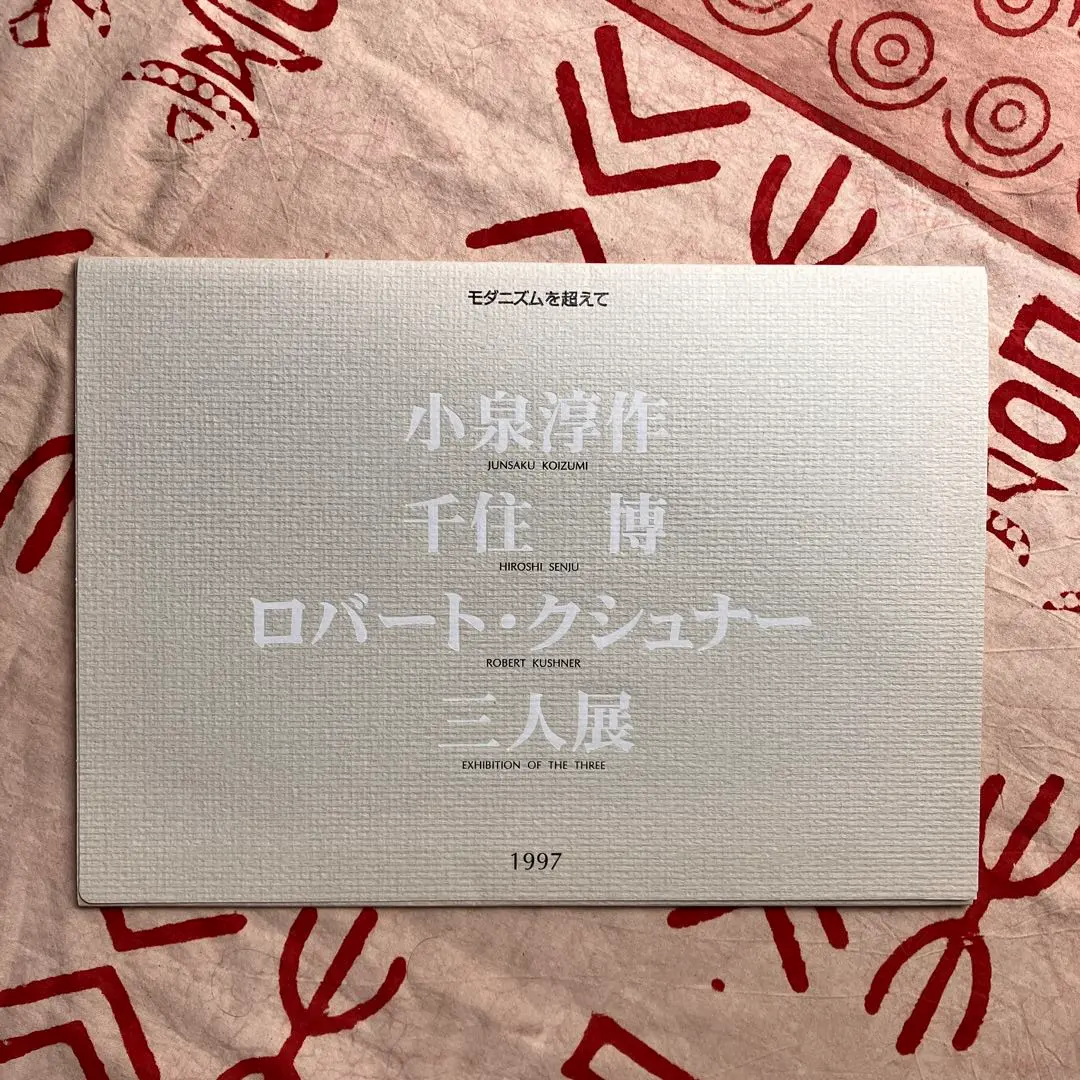 モダニズムを超えて
小泉淳作
JUNSAKU KOIZUMI
千住 博
HIROSHI SENJU
ロバート・クシュナー
ROBERT KUSHNER
三人展
EXHIBITION OF THE THREE
1997